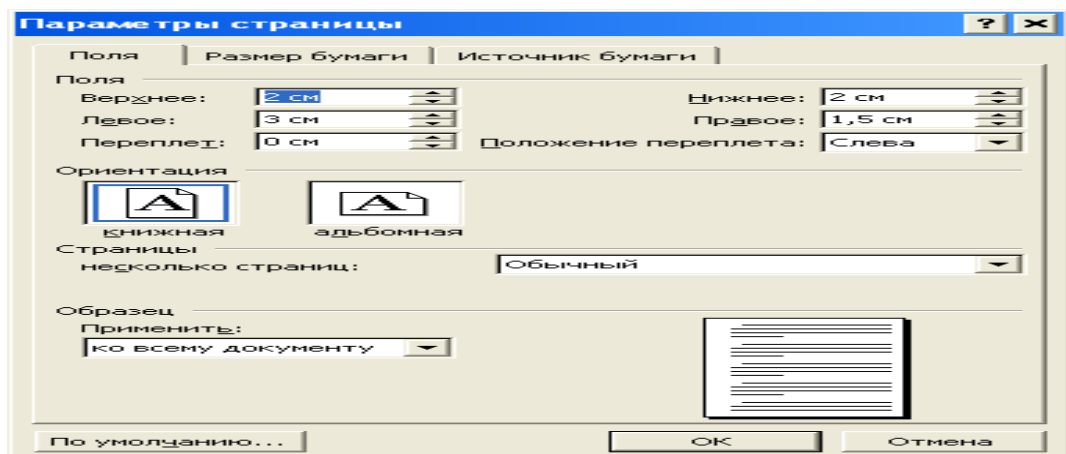 Параметры страницы ? ×
Поля Размер бумаги Источник бумаги
Поля
Верхнее: 2 см Нижнее: 2 см
Левое: 3 см Правое: 1,5 см
Переплет: 0 см Положение переплета: Слева
Ориентация
A A
книжная альбомная
Страницы
несколько страниц: Обычный
Образец
Применить:
ко всему документу
По умолчанию... ОК Отмена